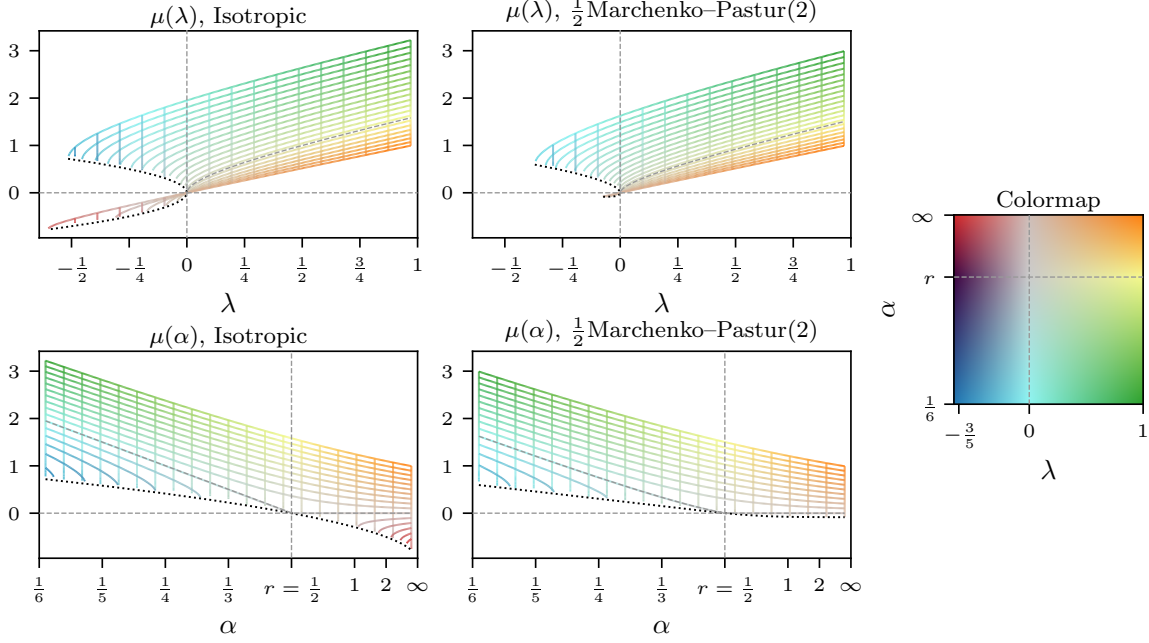 μ(λ), Isotropic
μ(λ), ½Marchenko–Pastur(2)
3
2
1
0
−1/2 −1/4 0 1/4 1/2 3/4 1
λ
3
2
1
0
−1/2 −1/4 0 1/4 1/2 3/4 1
λ
μ(α), Isotropic
μ(α), ½Marchenko–Pastur(2)
3
2
1
0
1/6 1/5 1/4 1/3 r = 1/2 1 2 ∞
α
3
2
1
0
1/6 1/5 1/4 1/3 r = 1/2 1 2 ∞
α
Colormap
∞
r
1/6
α
−3/5 0 1
λ